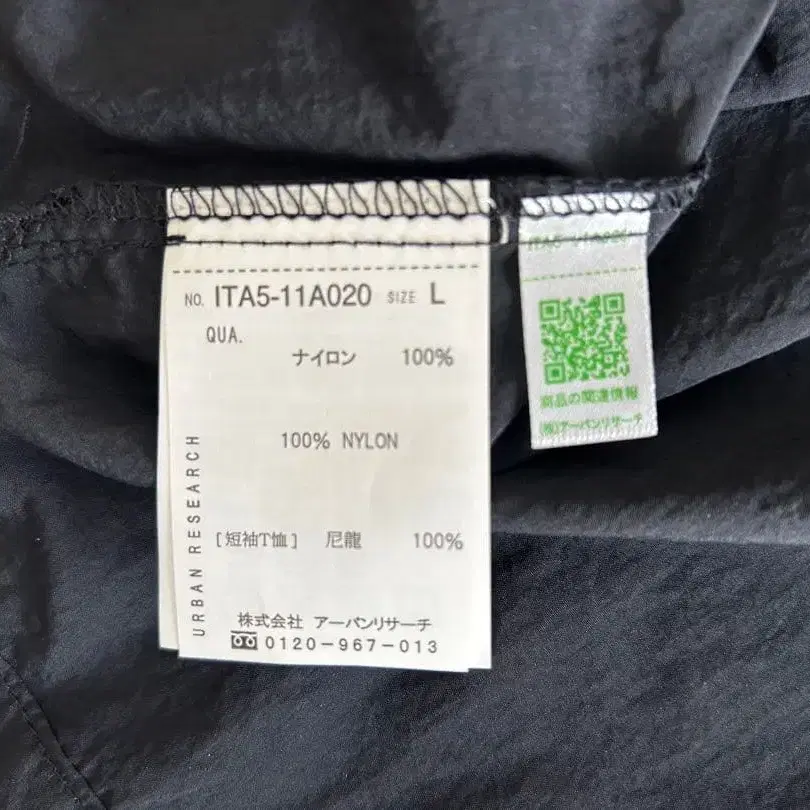 NO. ITA5-11A020 SIZE L
QUA.
ナイロン 100%
100% NYLON
[短袖T恤] 尼龍 100%
URBAN RESEARCH
株式会社 アーバンリサーチ
0120-967-013
商品の関連情報
(株)アーバンリサーチ